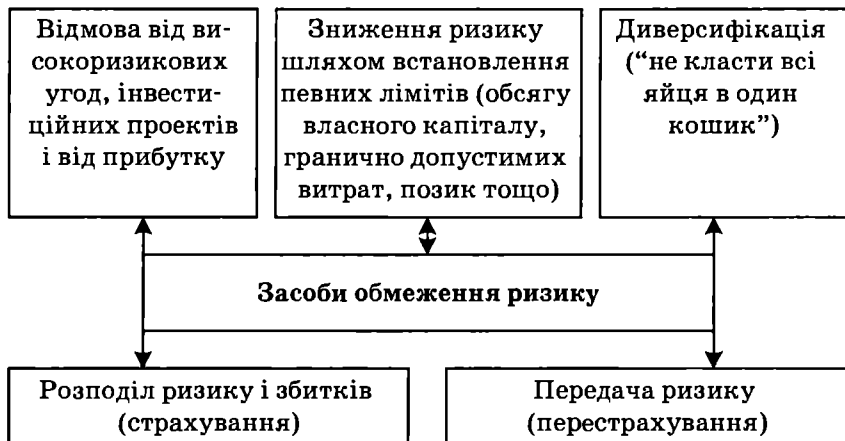 Відмова від ви-
сокоризикових
угод, інвести-
ційних проектів
і від прибутку
Зниження ризику
шляхом встановлення
певних лімітів (обсягу
власного капіталу,
гранично допустимих
витрат, позик тощо)
Диверсифікація
(“не класти всі
яйця в один
кошик”)
Засоби обмеження ризику
Розподіл ризику і збитків
(страхування)
Передача ризику
(перестрахування)